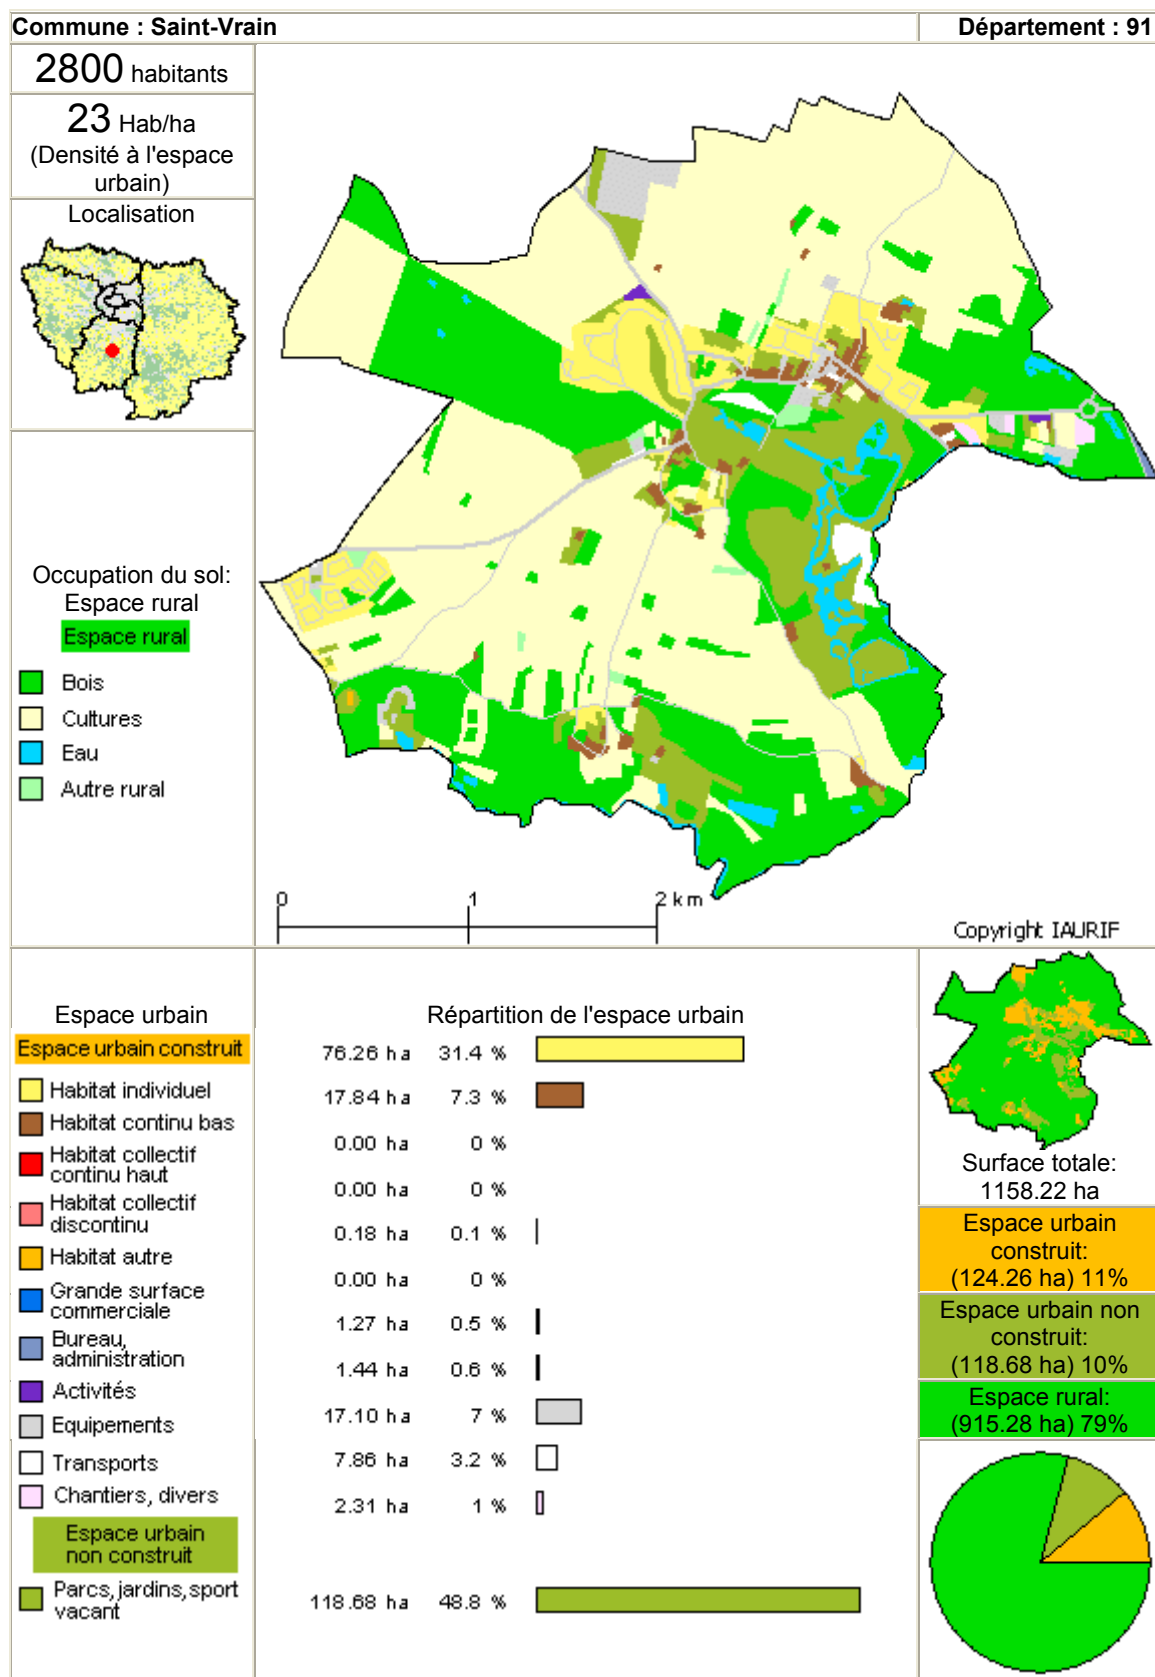 Commune : Saint-Vrain
Département : 91
2800 habitants
23 Hab/ha
(Densité à l'espace
urbain)
Localisation
Occupation du sol:
Espace rural
Espace rural
Bois
Cultures
Eau
Autre rural
0 1 2 km
Copyright IAURIF
Espace urbain
Espace urbain construit
Habitat individuel
Habitat continu bas
Habitat collectif
continu haut
Habitat collectif
discontinu
Habitat autre
Grande surface
commerciale
Bureau,
administration
Activités
Equipements
Transports
Chantiers, divers
Espace urbain
non construit
Parcs, jardins, sport
vacant
Répartition de l'espace urbain
76.26 ha 31.4 %
17.84 ha 7.3 %
0.00 ha 0 %
0.00 ha 0 %
0.18 ha 0.1 %
0.00 ha 0 %
1.27 ha 0.5 %
1.44 ha 0.6 %
17.10 ha 7 %
7.86 ha 3.2 %
2.31 ha 1 %
118.68 ha 48.8 %
Surface totale:
1158.22 ha
Espace urbain
construit:
(124.26 ha) 11%
Espace urbain non
construit:
(118.68 ha) 10%
Espace rural:
(915.28 ha) 79%